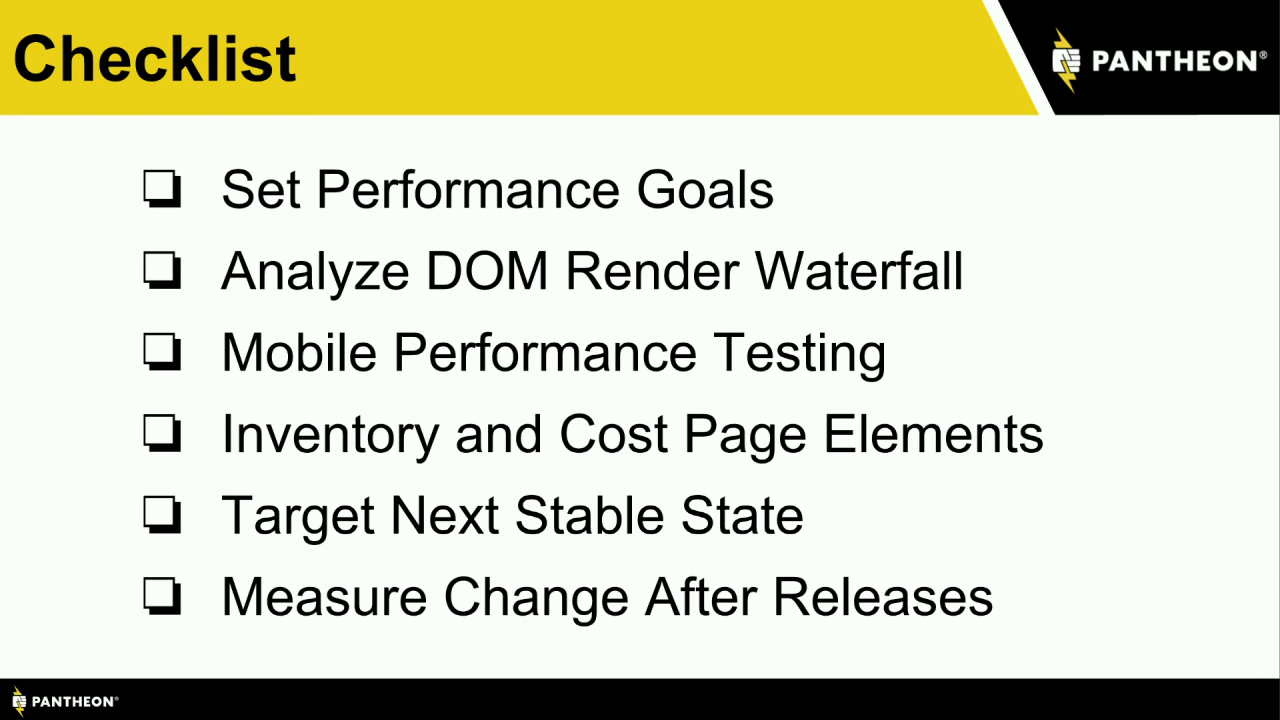 Checklist
PANTHEON®
❏ Set Performance Goals
❏ Analyze DOM Render Waterfall
❏ Mobile Performance Testing
❏ Inventory and Cost Page Elements
❏ Target Next Stable State
❏ Measure Change After Releases
PANTHEON®